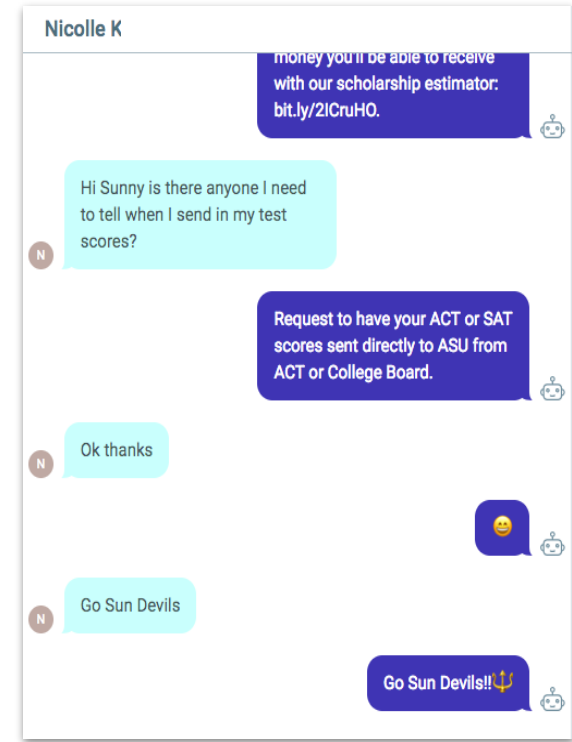 Nicolle K
money you'll be able to receive
with our scholarship estimator:
bit.ly/2ICruHO.
Hi Sunny is there anyone I need
to tell when I send in my test
scores?
N
Request to have your ACT or SAT
scores sent directly to ASU from
ACT or College Board.
Ok thanks
N
😀
Go Sun Devils
N
Go Sun Devils!!🔱